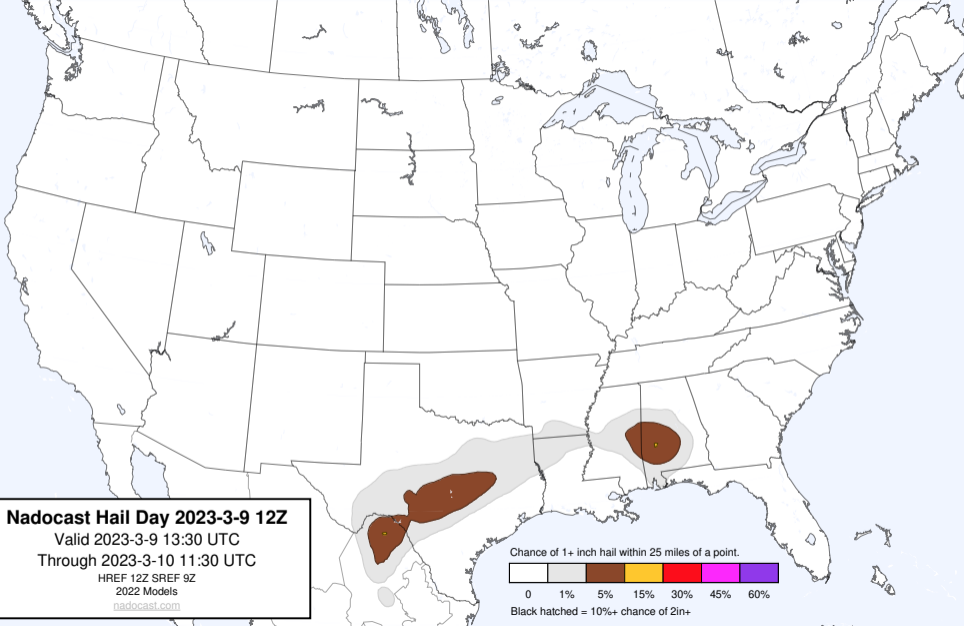 Nadocast Hail Day 2023-3-9 12Z
Valid 2023-3-9 13:30 UTC
Through 2023-3-10 11:30 UTC
HREF 12Z SREF 9Z
2022 Models
nadocast.com
Chance of 1+ inch hail within 25 miles of a point.
0 1% 5% 15% 30% 45% 60%
Black hatched = 10%+ chance of 2in+